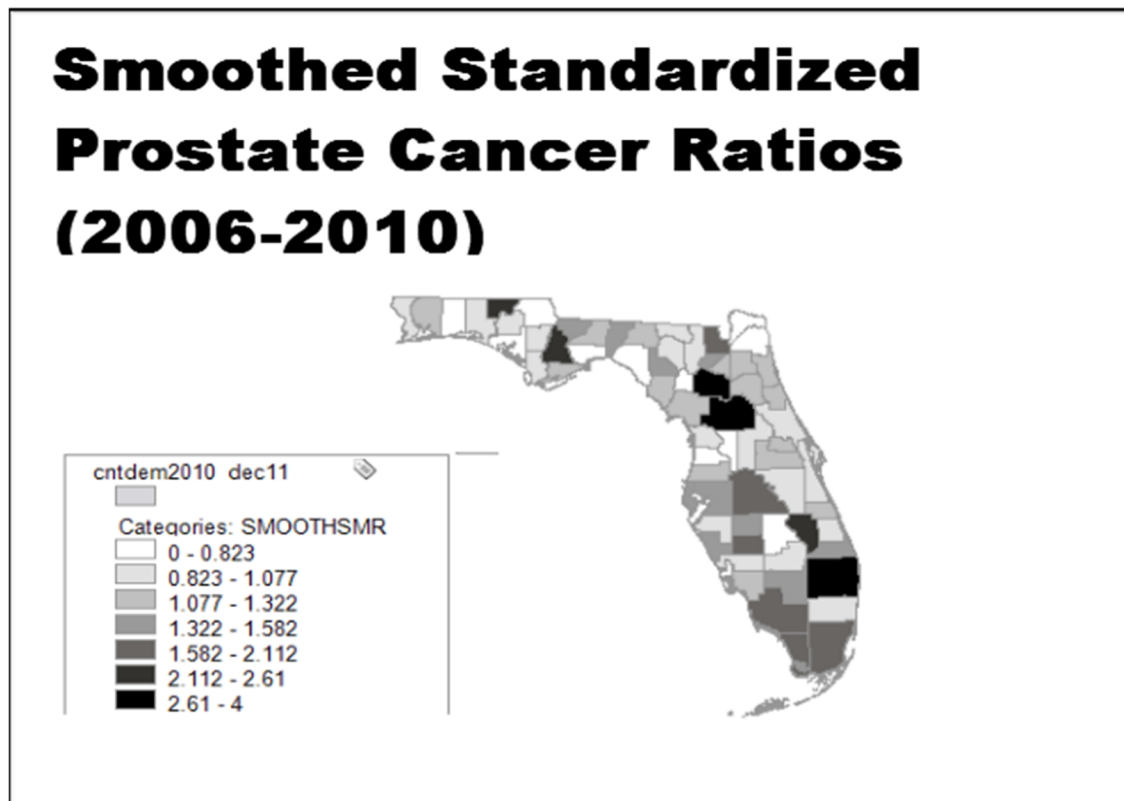 Smoothed Standardized
Prostate Cancer Ratios
(2006-2010)
cntdem2010 dec11
Categories: SMOOTHSMR
0 - 0.823
0.823 - 1.077
1.077 - 1.322
1.322 - 1.582
1.582 - 2.112
2.112 - 2.61
2.61 - 4